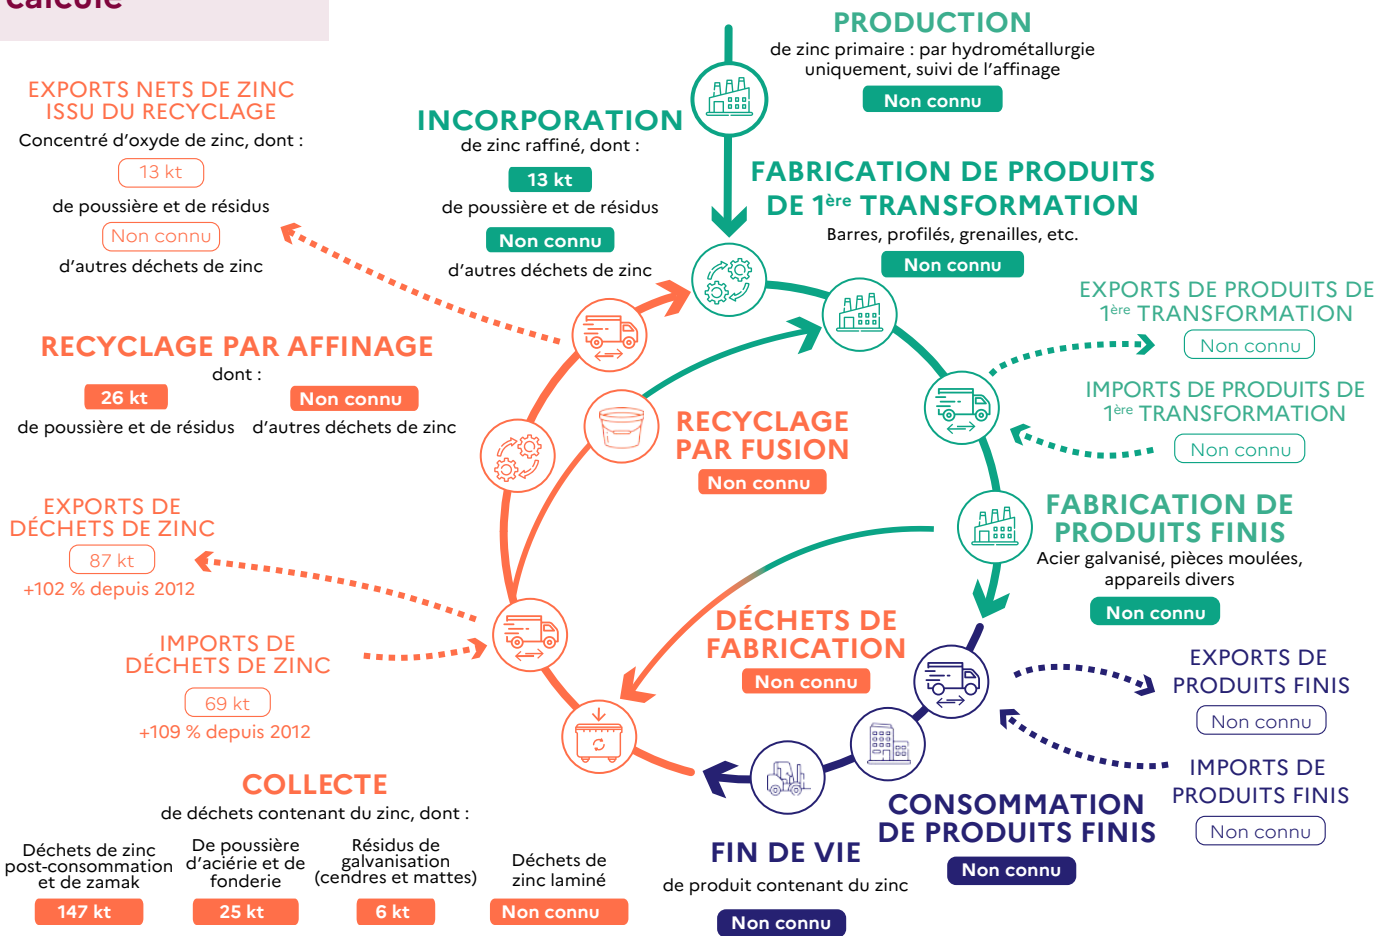 calculé
PRODUCTION
de zinc primaire : par hydrométallurgie
uniquement, suivi de l'affinage
Non connu
EXPORTS NETS DE ZINC
ISSU DU RECYCLAGE
Concentré d'oxyde de zinc, dont :
13 kt
de poussière et de résidus
Non connu
d'autres déchets de zinc
INCORPORATION
de zinc raffiné, dont :
13 kt
de poussière et de résidus
Non connu
d'autres déchets de zinc
FABRICATION DE PRODUITS
DE 1ère TRANSFORMATION
Barres, profilés, grenailles, etc.
Non connu
EXPORTS DE PRODUITS DE
1ère TRANSFORMATION
Non connu
IMPORTS DE PRODUITS DE
1ère TRANSFORMATION
Non connu
RECYCLAGE PAR AFFINAGE
dont :
26 kt
de poussière et de résidus
Non connu
d'autres déchets de zinc
RECYCLAGE
PAR FUSION
Non connu
EXPORTS DE
DÉCHETS DE ZINC
87 kt
+102 % depuis 2012
FABRICATION DE
PRODUITS FINIS
Acier galvanisé, pièces moulées,
appareils divers
Non connu
IMPORTS DE
DÉCHETS DE ZINC
69 kt
+109 % depuis 2012
DÉCHETS DE
FABRICATION
Non connu
EXPORTS DE
PRODUITS FINIS
Non connu
IMPORTS DE
PRODUITS FINIS
Non connu
COLLECTE
de déchets contenant du zinc, dont :
Déchets de zinc
post-consommation
et de zamak
147 kt
De poussière
d'aciérie et de
fonderie
25 kt
Résidus de
galvanisation
(cendres et mattes)
6 kt
Déchets de
zinc laminé
Non connu
FIN DE VIE
de produit contenant du zinc
Non connu
CONSOMMATION
DE PRODUITS FINIS
Non connu